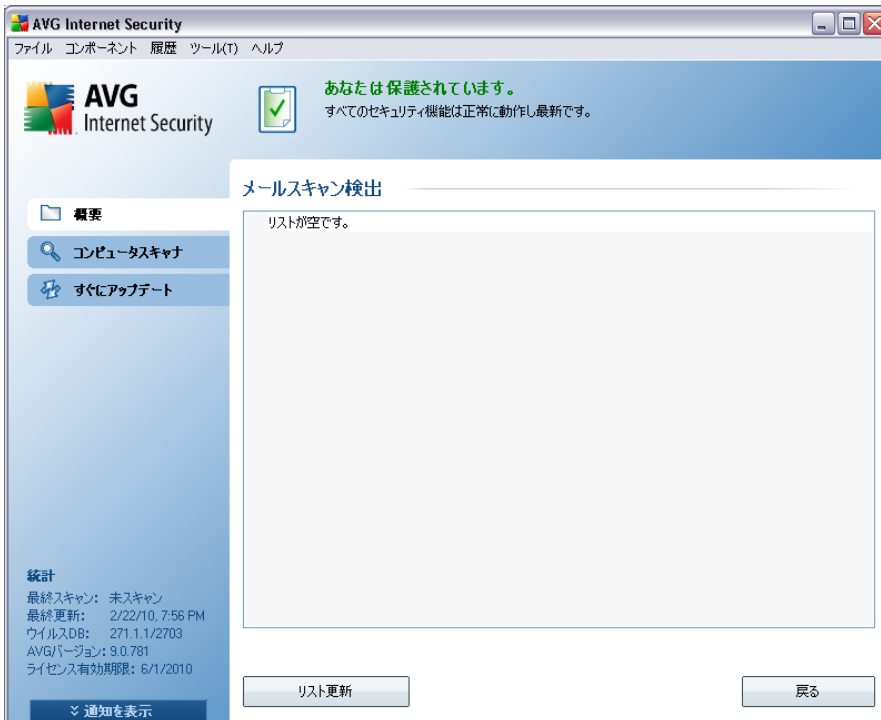 AVG Internet Security
ファイル コンポーネント 履歴 ツール(T) ヘルプ
AVG
Internet Security
あなたは保護されています。
すべてのセキュリティ機能は正常に動作し最新です。
概要
コンピュータスキャナ
すぐにアップデート
メールスキャン検出
リストが空です。
統計
最終スキャン: 未スキャン
最終更新: 2/22/10, 7:56 PM
ウイルスDB: 271.1.1/2703
AVGバージョン: 9.0.781
ライセンス有効期限: 6/1/2010
通知を表示
リスト更新
戻る